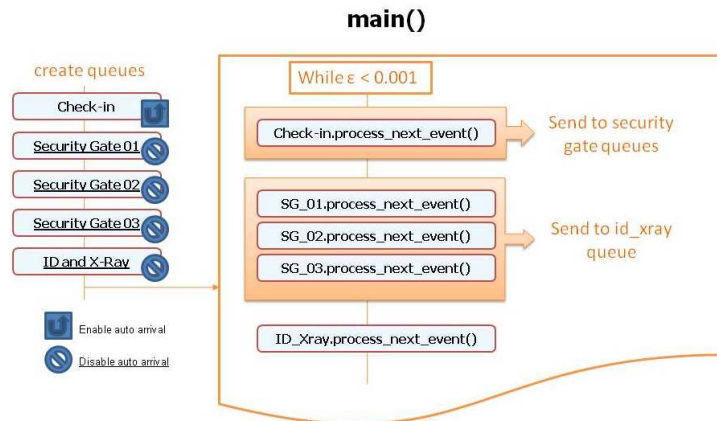 main()
create queues
Check-in
Security Gate 01
Security Gate 02
Security Gate 03
ID and X-Ray
Enable auto arrival
Disable auto arrival
While ε < 0.001
Check-in.process_next_event()
Send to security
gate queues
SG_01.process_next_event()
SG_02.process_next_event()
SG_03.process_next_event()
Send to id_xray
queue
ID_Xray.process_next_event()